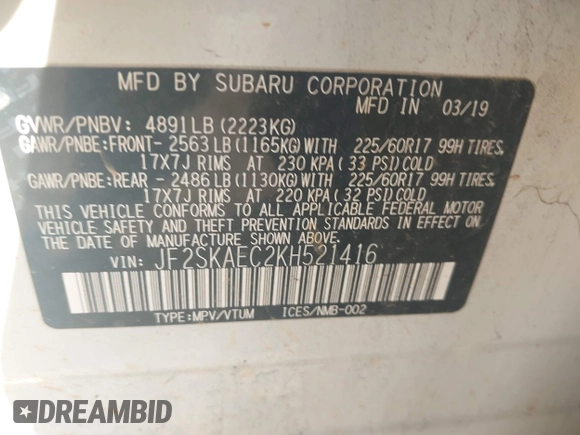 MFD BY SUBARU CORPORATION
MFD IN 03/19
GVWR/PNBV: 4891LB(2223KG)
GAWR/PNBE:FRONT- 2563LB(1165KG)WITH 225/60R17 99H TIRES,
17X7J RIMS AT 230 KPA(33 PSI)COLD
GAWR/PNBE:REAR -2486LB(1130KG)WITH 225/60R17 99H TIRES,
17X7J RIMS AT 220 KPA(32 PSI)COLD
THIS VEHICLE CONFORMS TO ALL APPLICABLE FEDERAL MOTOR
VEHICLE SAFETY AND THEFT PREVENTION STANDARDS IN EFFECT ON
THE DATE OF MANUFACTURE SHOWN ABOVE.
VIN: JF2SKAEC2KH521416
TYPE:MPV/VTUM ICES/NMB-002
DREAMBID